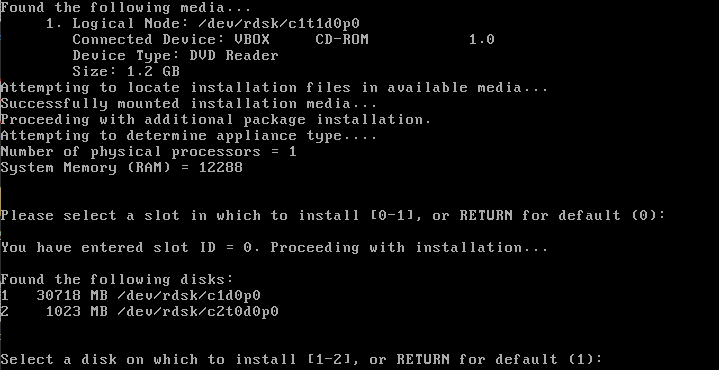 Found the following media...
1. Logical Node: /dev/rdsk/c1t1d0p0
Connected Device: VBOX CD-ROM 1.0
Device Type: DVD Reader
Size: 1.2 GB
Attempting to locate installation files in available media...
Successfully mounted installation media...
Proceeding with additional package installation.
Attempting to determine appliance type....
Number of physical processors = 1
System Memory (RAM) = 12288
Please select a slot in which to install [0-1], or RETURN for default (0):
You have entered slot ID = 0. Proceeding with installation...
Found the following disks:
1 30718 MB /dev/rdsk/c1d0p0
2 1023 MB /dev/rdsk/c2t0d0p0
Select a disk on which to install [1-2], or RETURN for default (1):